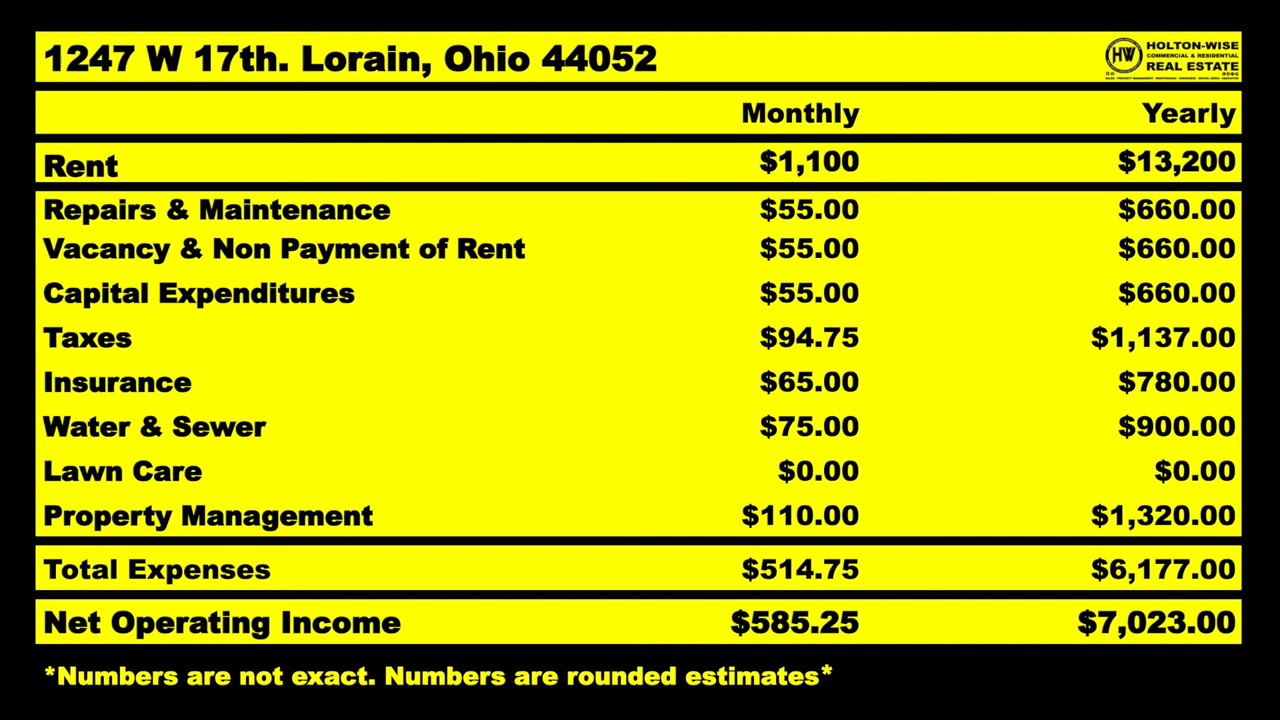 1247 W 17th. Lorain, Ohio 44052
HW
HOLTON-WISE
COMMERCIAL & RESIDENTIAL
REAL ESTATE
Monthly Yearly
Rent $1,100 $13,200
Repairs & Maintenance $55.00 $660.00
Vacancy & Non Payment of Rent $55.00 $660.00
Capital Expenditures $55.00 $660.00
Taxes $94.75 $1,137.00
Insurance $65.00 $780.00
Water & Sewer $75.00 $900.00
Lawn Care $0.00 $0.00
Property Management $110.00 $1,320.00
Total Expenses $514.75 $6,177.00
Net Operating Income $585.25 $7,023.00
*Numbers are not exact. Numbers are rounded estimates*